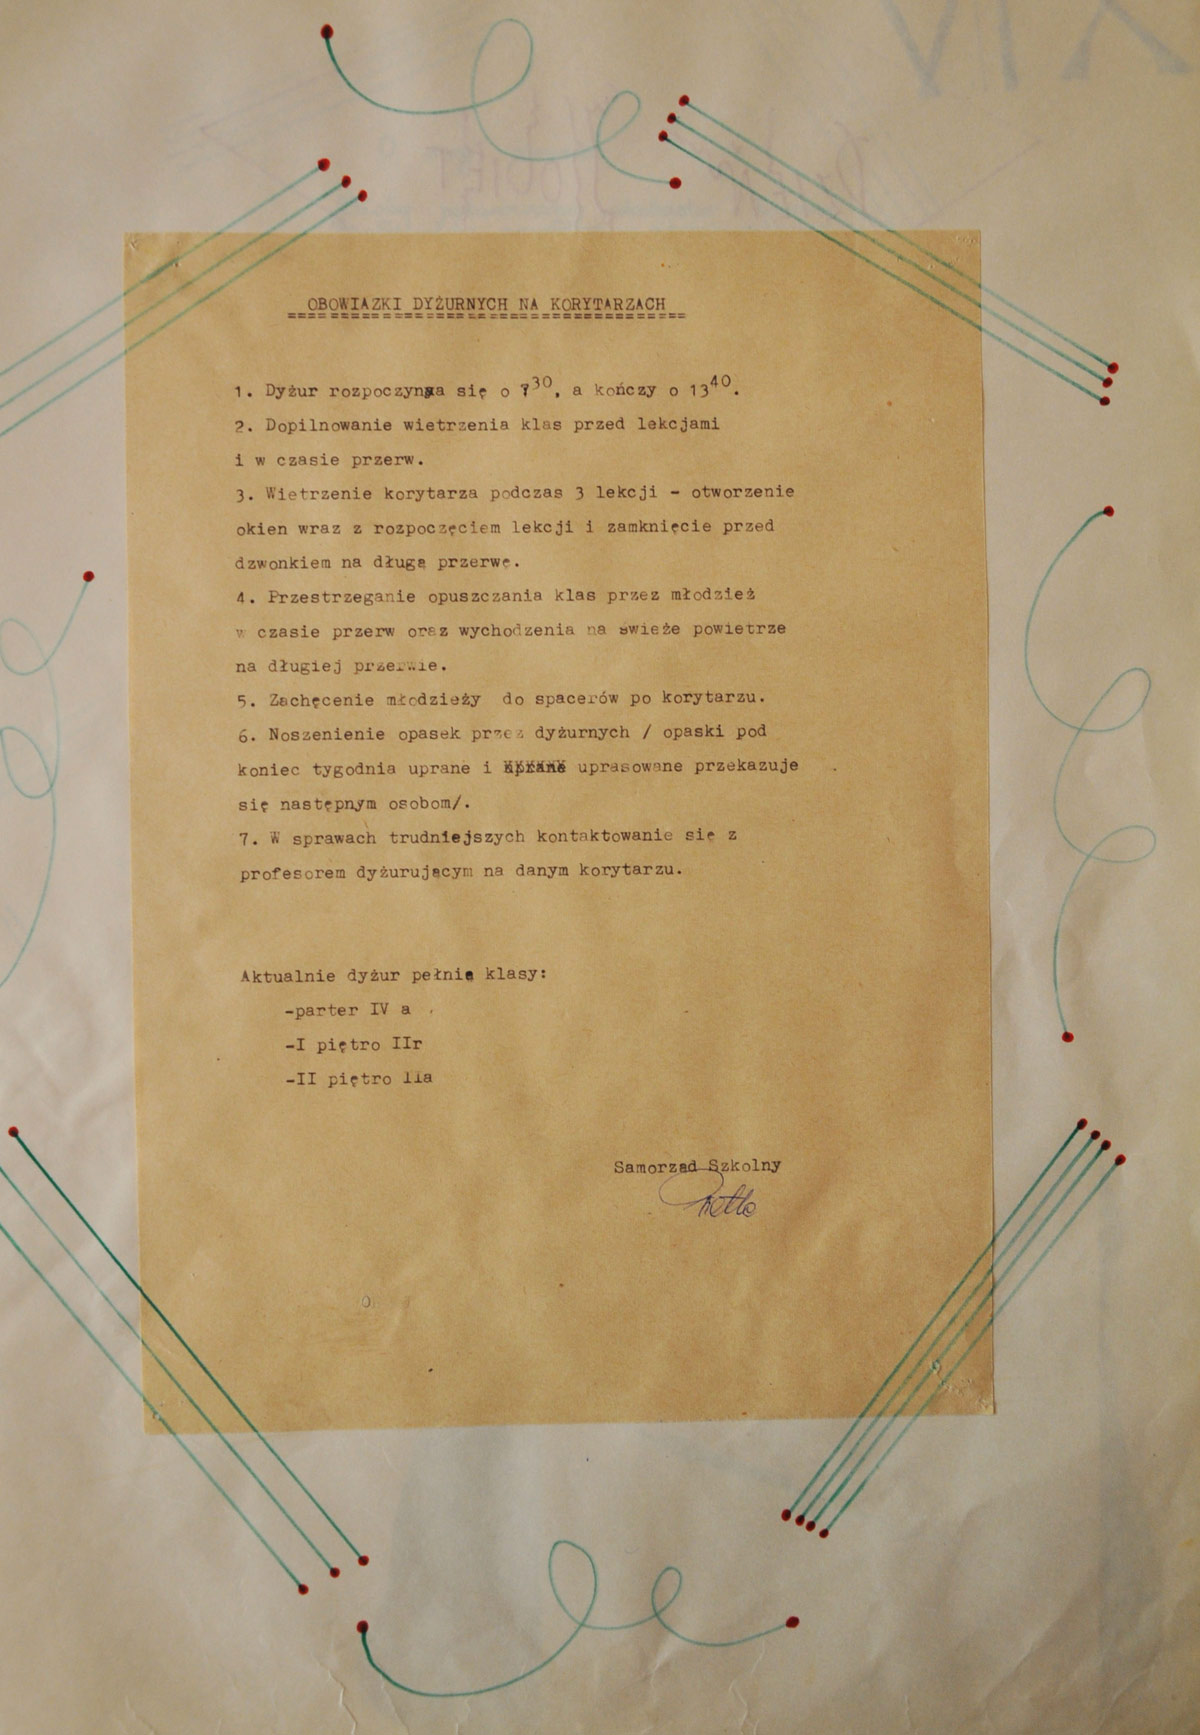 OBOWIAZKI DYŻURNYCH NA KORYTARZACH
1. Dyżur rozpoczyna się o 7³⁰, a kończy o 13⁴⁰.
2. Dopilnowanie wietrzenia klas przed lekcjami
i w czasie przerw.
3. Wietrzenie korytarza podczas 3 lekcji - otworzenie
okien wraz z rozpoczęciem lekcji i zamknięcie przed
dzwonkiem na długą przerwę.
4. Przestrzeganie opuszczania klas przez młodzież
w czasie przerw oraz wychodzenia na swieże powietrze
na długiej przerwie.
5. Zachęcenie młodzieży do spacerów po korytarzu.
6. Noszenienie opasek przez dyżurnych / opaski pod
koniec tygodnia uprane i uprasowane przekazuje
się następnym osobom/.
7. W sprawach trudniejszych kontaktowanie się z
profesorem dyżurującym na danym korytarzu.
Aktualnie dyżur pełnią klasy:
-parter IV a
-I piętro IIr
-II piętro IIa
Samorząd Szkolny